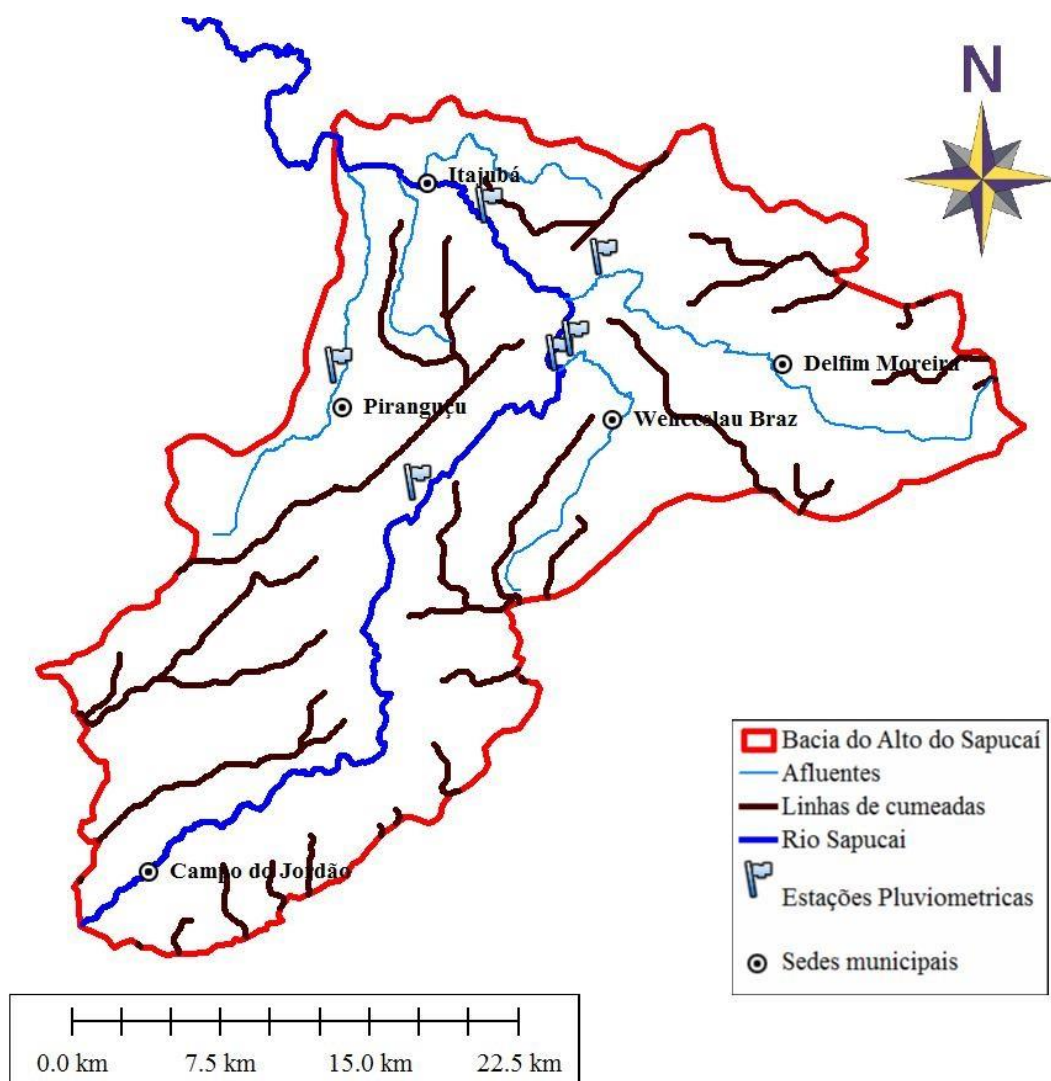 N
Itajubá
Delfim Moreira
Piranguçu
Wenceslau Braz
Campo do Jordão
Bacia do Alto do Sapucaí
Afluentes
Linhas de cumeadas
Rio Sapucai
Estações Pluviometricas
Sedes municipais
0.0 km 7.5 km 15.0 km 22.5 km